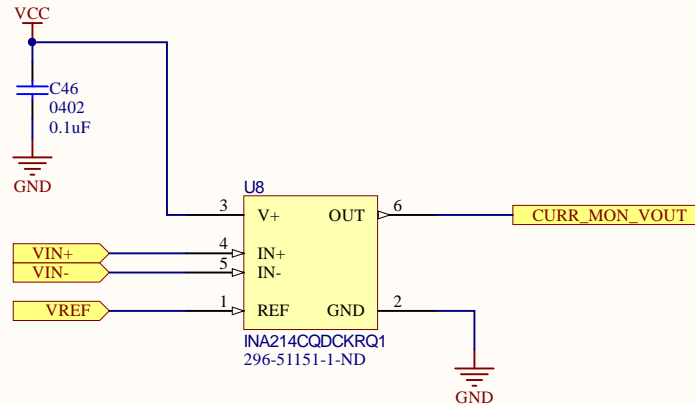 VCC
C46
0402
0.1uF
GND
U8
3 V+ OUT 6 CURR_MON_VOUT
VIN+ 4 IN+
VIN- 5 IN-
VREF 1 REF GND 2
INA214CQDCKRQ1
296-51151-1-ND
GND